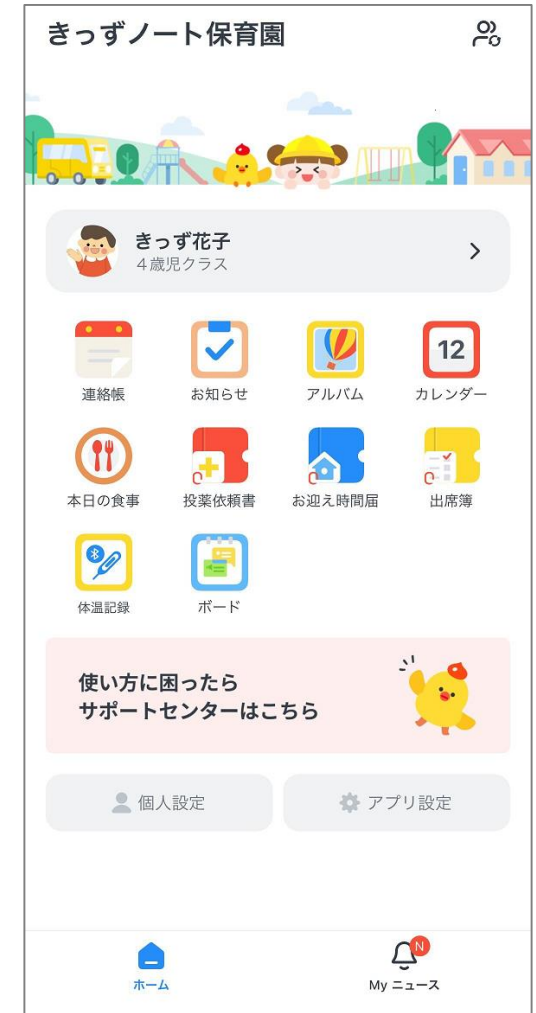 きっずノート保育園
きっず花子
4歳児クラス
12
連絡帳 お知らせ アルバム カレンダー
本日の食事 投薬依頼書 お迎え時間届 出席簿
体温記録 ボード
使い方に困ったら
サポートセンターはこちら
個人設定 アプリ設定
N
ホーム My ニュース